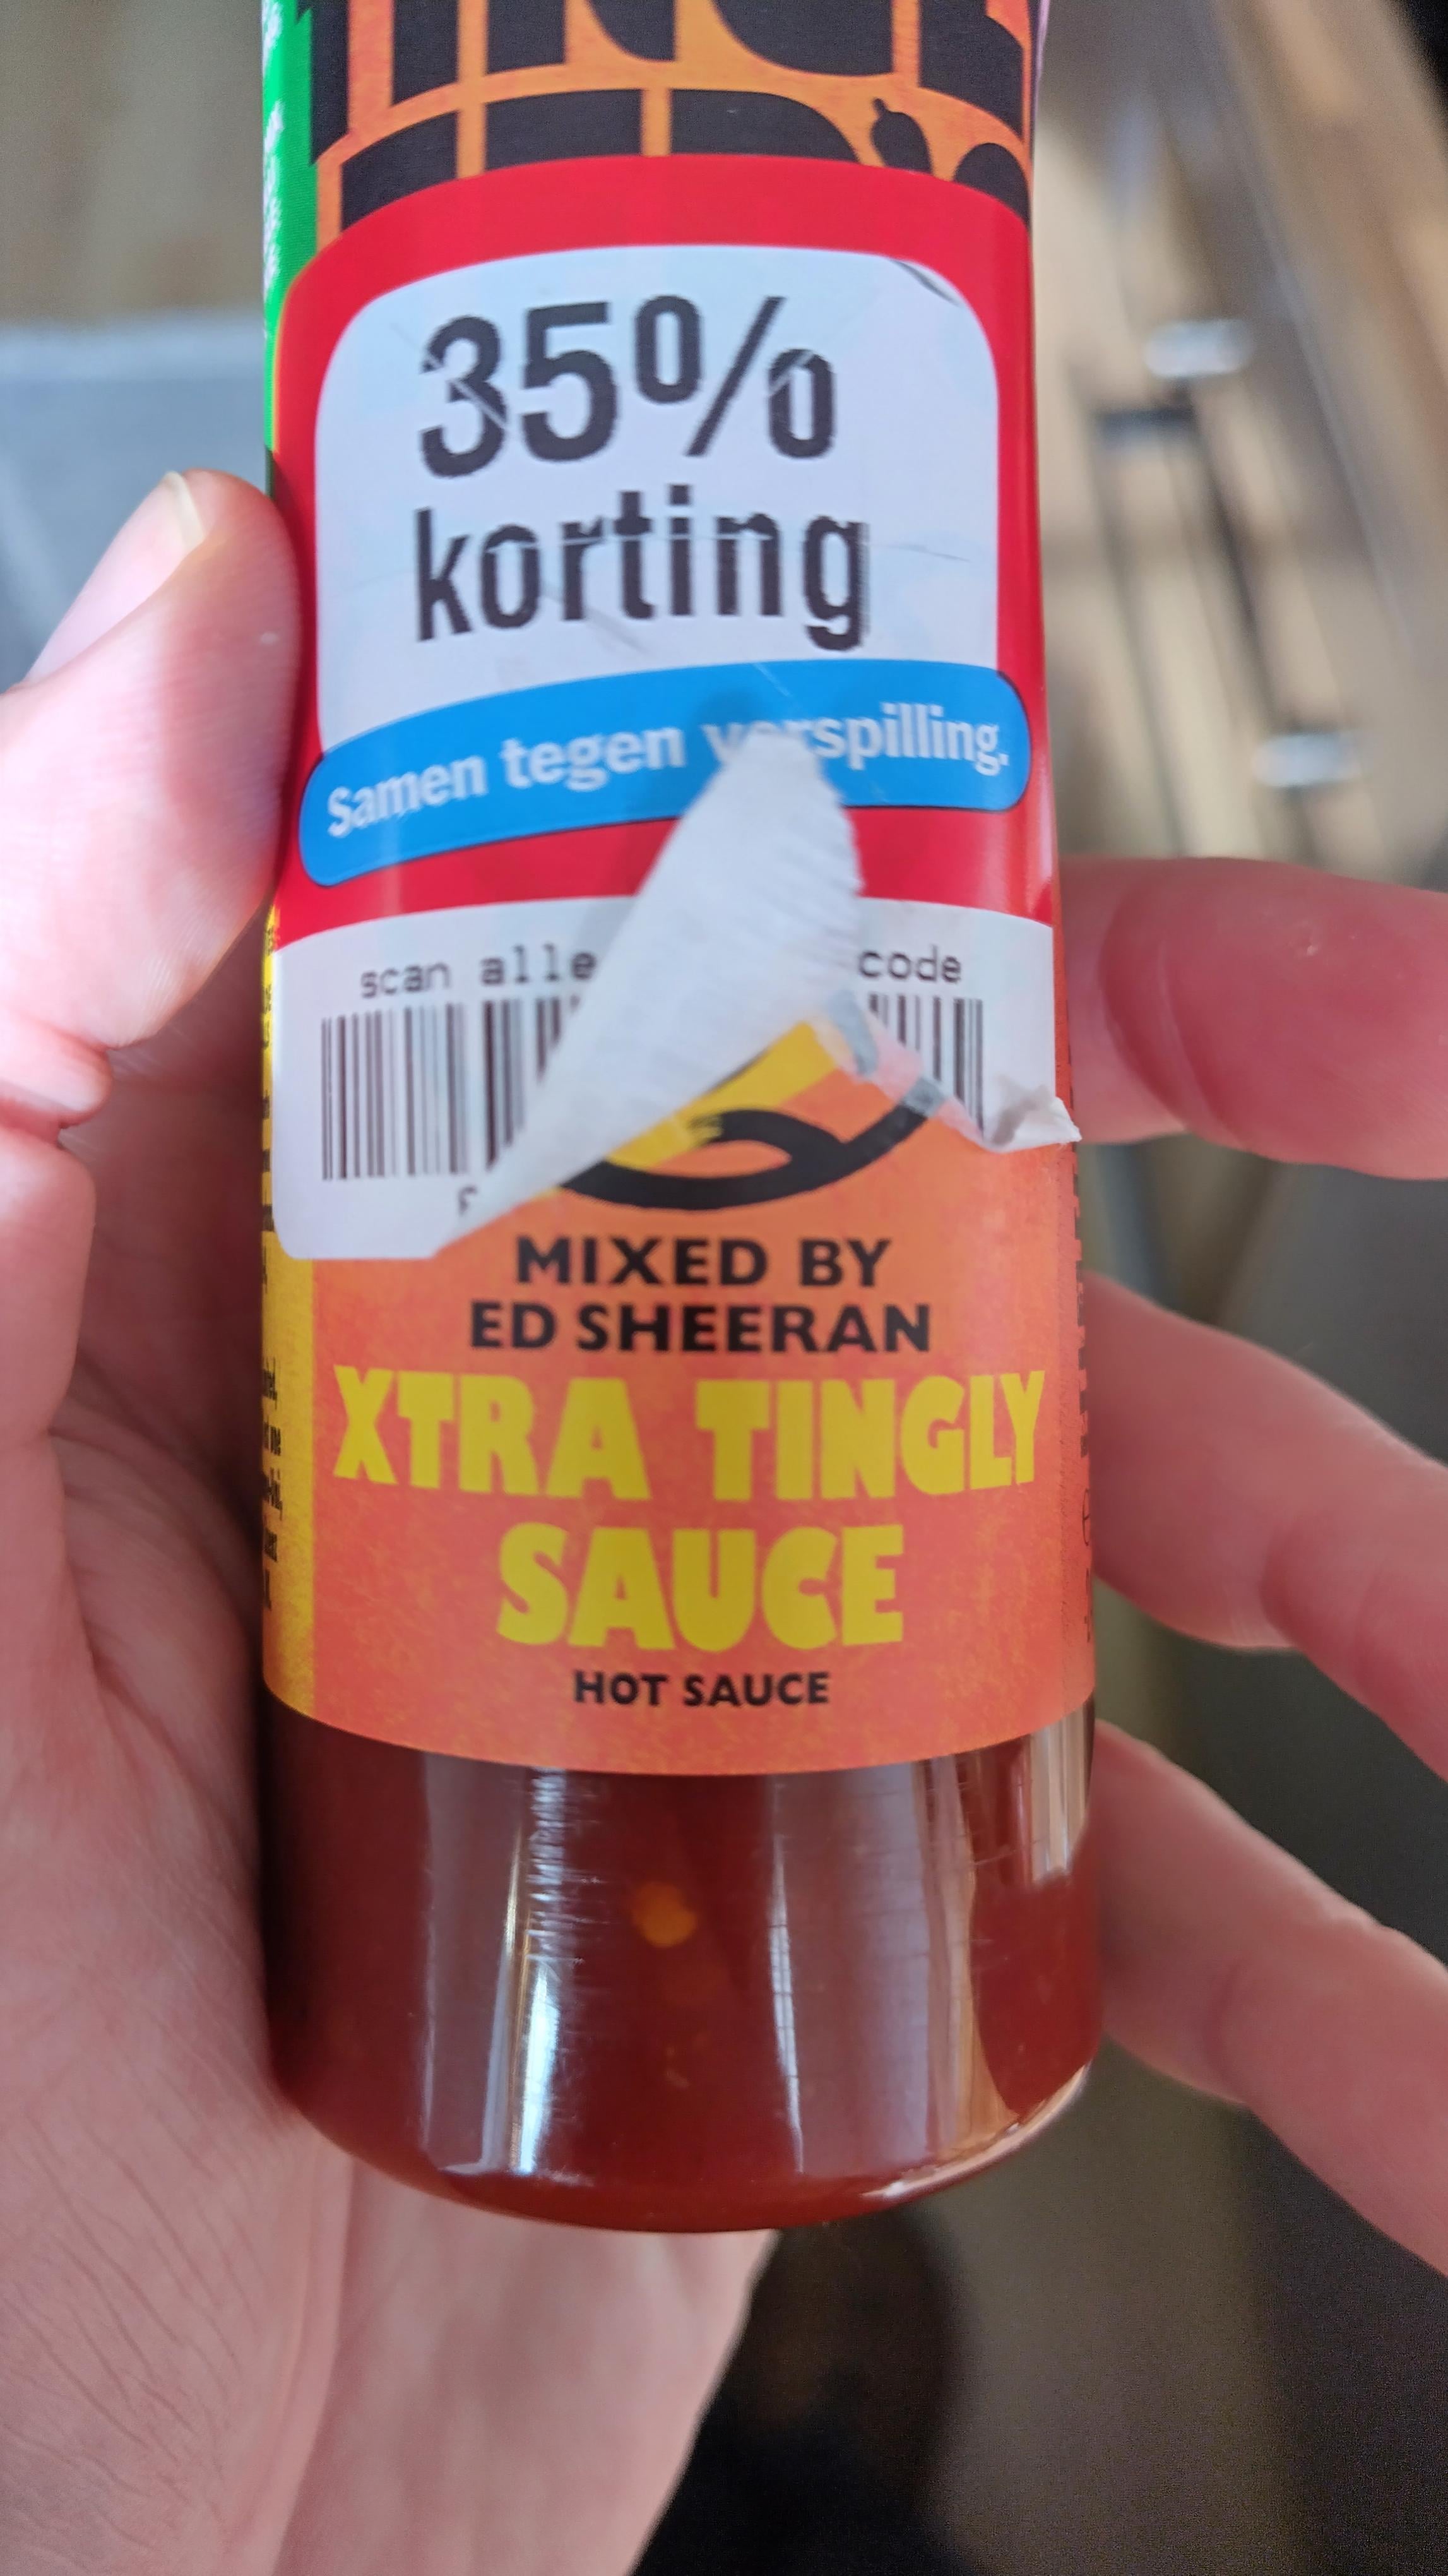 35%
korting
Samen tegen verspilling.
scan alle
code
MIXED BY
ED SHEERAN
XTRA TINGLY
SAUCE
HOT SAUCE